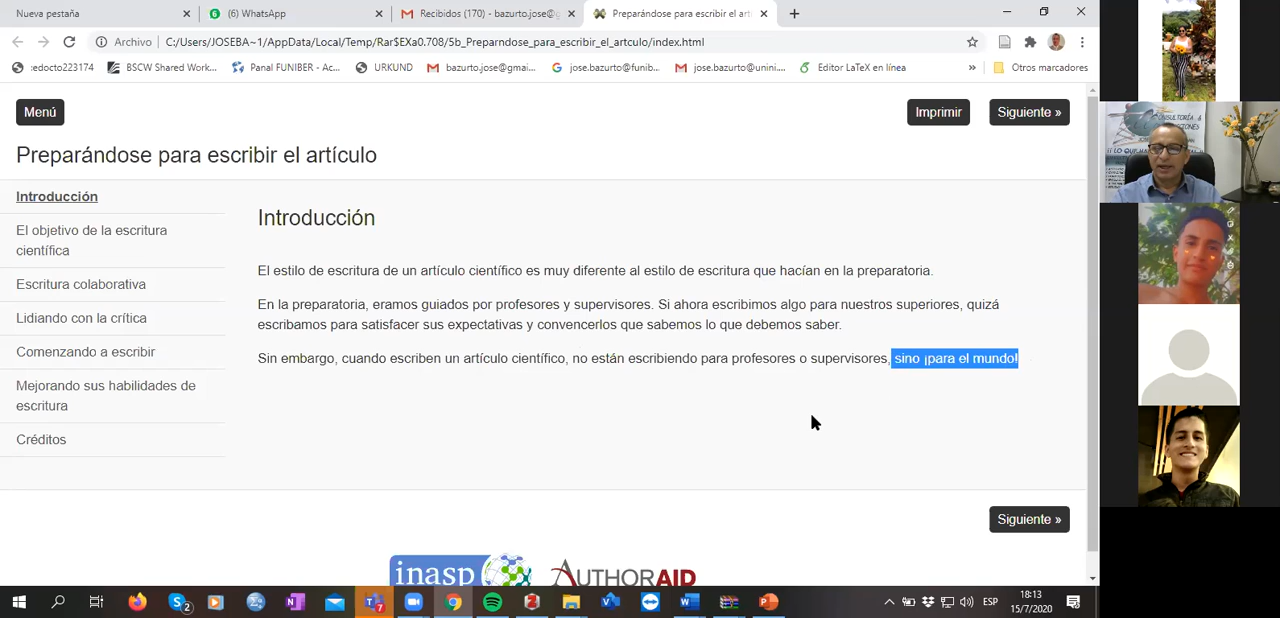 Nueva pestaña
(6) WhatsApp
Recibidos (170) - bazurto.jose@g
Preparándose para escribir el art
Archivo
C:/Users/JOSEBA~1/AppData/Local/Temp/Rar$EXa0.708/5b_Preparndose_para_escribir_el_artculo/index.html
:edocto223174
BSCW Shared Work...
Panal FUNIBER - Ac...
URKUND
bazurto.jose@gmai...
jose.bazurto@funib...
jose.bazurto@unini....
Editor LaTeX en línea
»
Otros marcadores
Menú
Imprimir
Siguiente »
Preparándose para escribir el artículo
Introducción
El objetivo de la escritura
científica
Escritura colaborativa
Lidiando con la crítica
Comenzando a escribir
Mejorando sus habilidades de
escritura
Créditos
Introducción
El estilo de escritura de un artículo científico es muy diferente al estilo de escritura que hacían en la preparatoria.
En la preparatoria, eramos guiados por profesores y supervisores. Si ahora escribimos algo para nuestros superiores, quizá
escribamos para satisfacer sus expectativas y convencerlos que sabemos lo que debemos saber.
Sin embargo, cuando escriben un artículo científico, no están escribiendo para profesores o supervisores, sino ¡para el mundo!
Siguiente »
inasp
AUTHORAID
ESP
18:13
15/7/2020